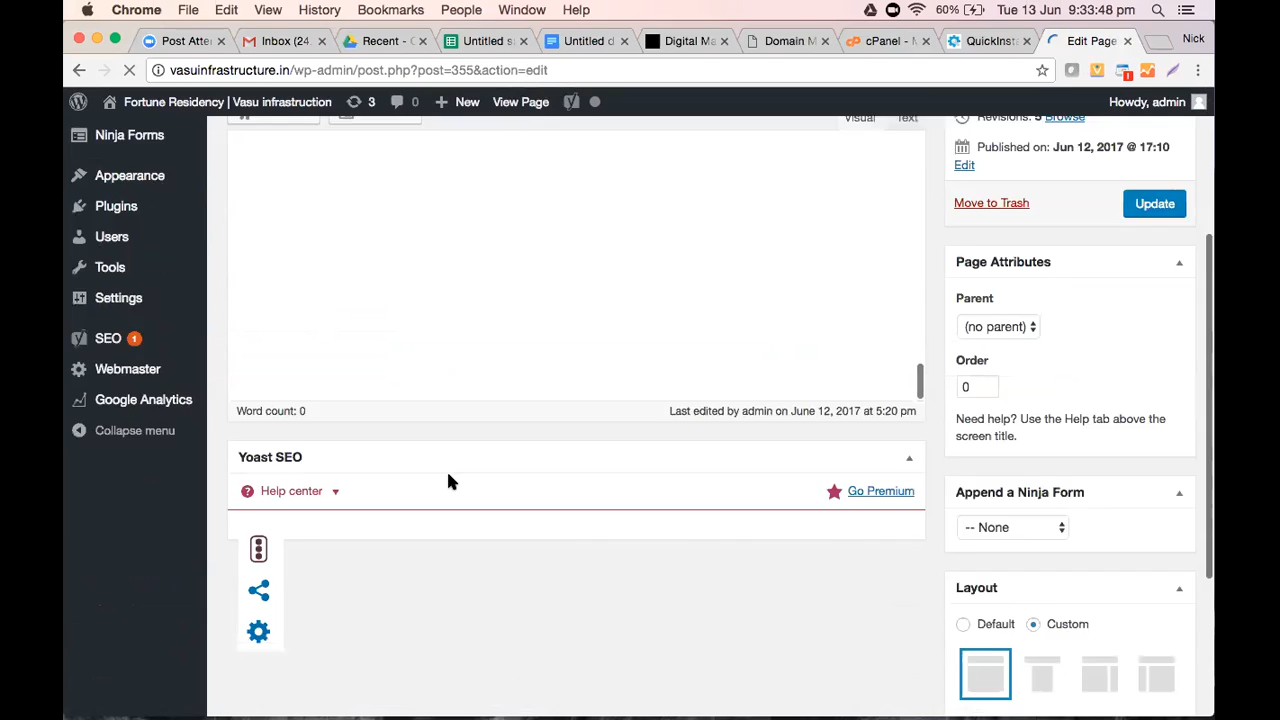 Chrome File Edit View History Bookmarks People Window Help 60% Tue 13 Jun 9:33:48 pm
Post Atten Inbox (24 Recent - G Untitled s Untitled d Digital Me Domain M cPanel - M QuickInst Edit Page Nick
vasuinfrastructure.in/wp-admin/post.php?post=355&action=edit
Fortune Residency | Vasu infrastruction 3 0 New View Page Howdy, admin
Ninja Forms
Appearance
Plugins
Users
Tools
Settings
SEO 1
Webmaster
Google Analytics
Collapse menu
Visual Text
Word count: 0 Last edited by admin on June 12, 2017 at 5:20 pm
Yoast SEO
? Help center Go Premium
Revisions: 5 Browse
Published on: Jun 12, 2017 @ 17:10
Edit
Move to Trash Update
Page Attributes
Parent
(no parent)
Order
0
Need help? Use the Help tab above the
screen title.
Append a Ninja Form
-- None
Layout
Default Custom